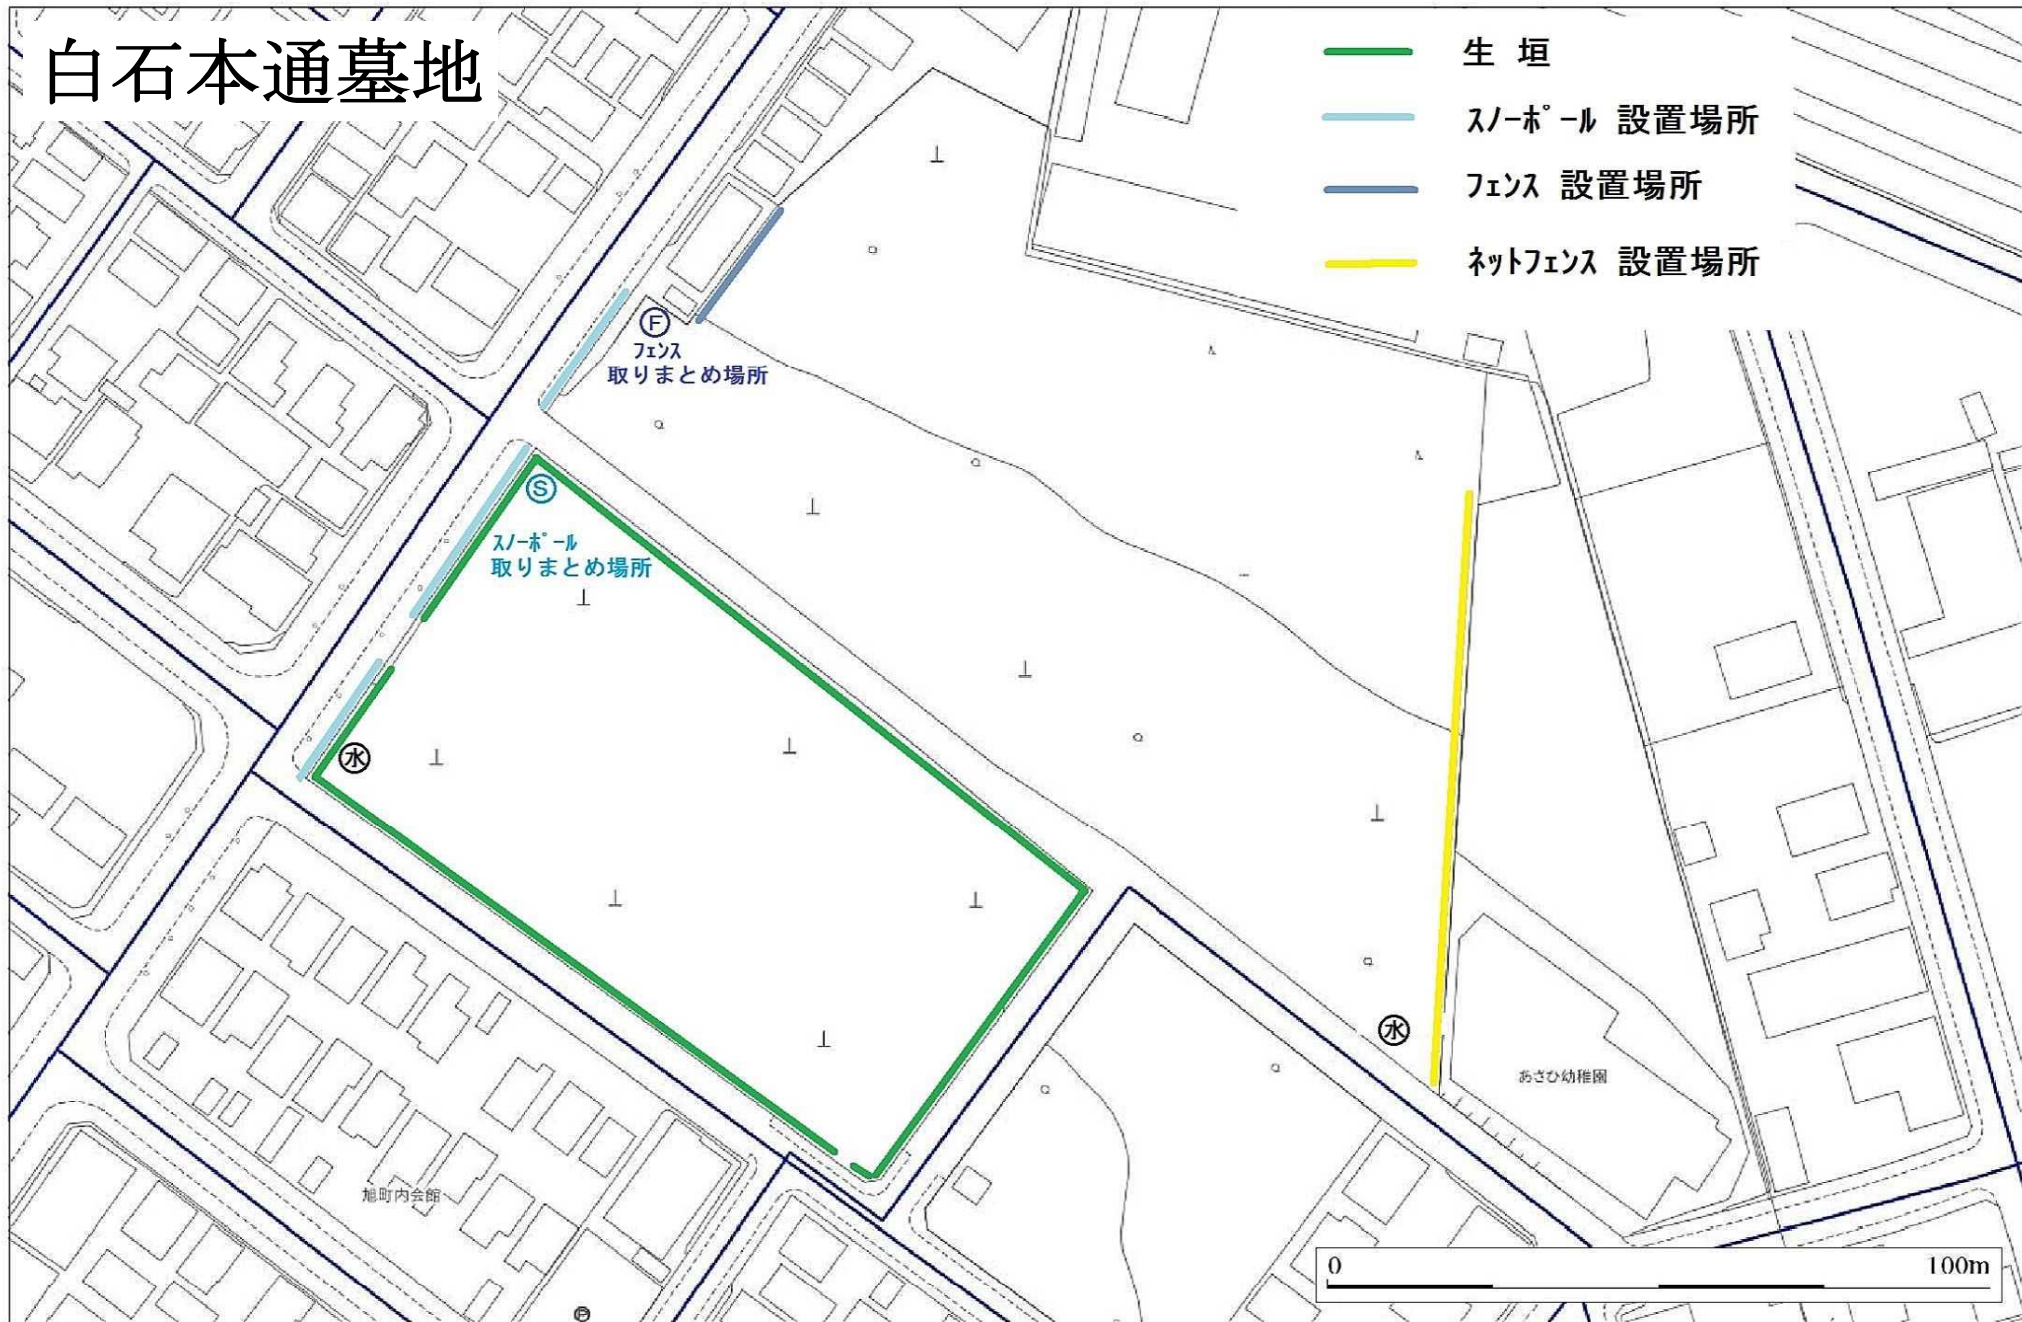 白石本通墓地
生 垣
ｽﾉｰﾎﾟｰﾙ 設置場所
ﾌｪﾝｽ 設置場所
ﾈｯﾄﾌｪﾝｽ 設置場所
Ⓕ
ﾌｪﾝｽ
取りまとめ場所
Ⓢ
ｽﾉｰﾎﾟｰﾙ
取りまとめ場所
㊌
㊌
あさひ幼稚園
旭町内会館
Ⓟ
0 100m